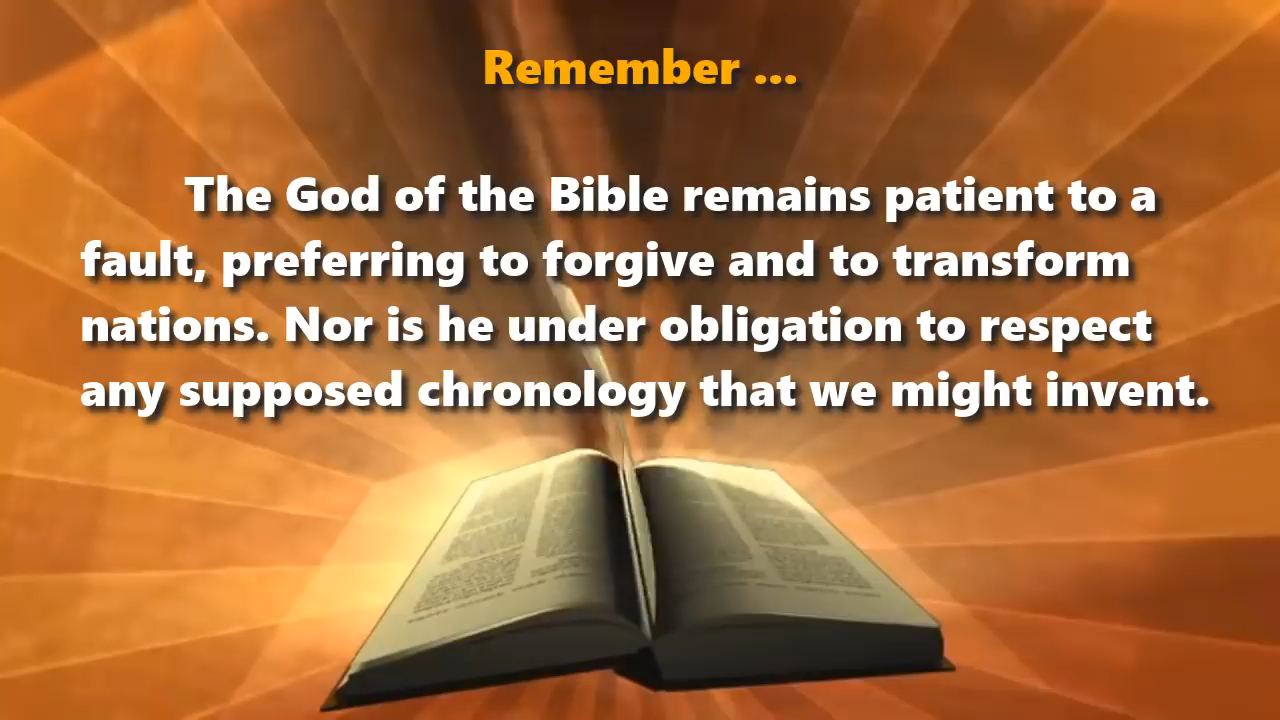 Remember ...
The God of the Bible remains patient to a
fault, preferring to forgive and to transform
nations. Nor is he under obligation to respect
any supposed chronology that we might invent.